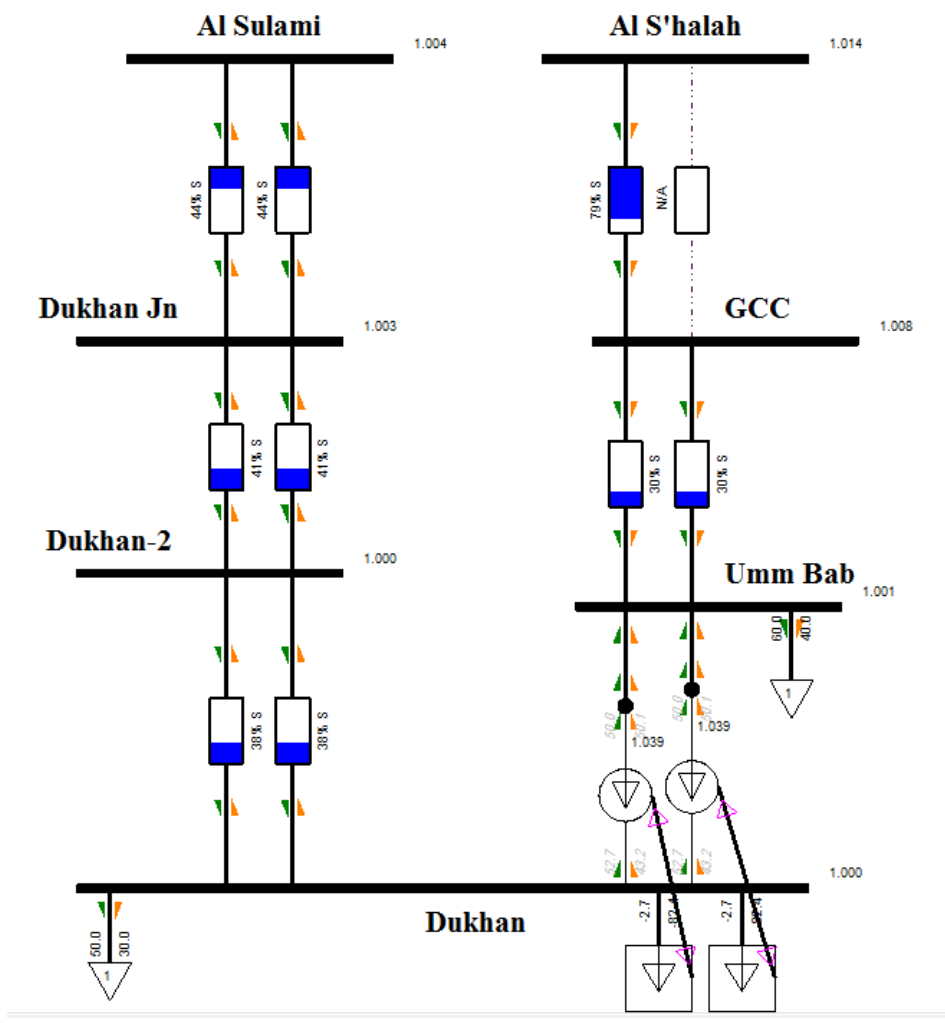 Al Sulami
1.004
Al S'halah
1.014
44% S
44% S
79% S
N/A
Dukhan Jn
1.003
GCC
1.008
41% S
41% S
30% S
30% S
Dukhan-2
1.000
Umm Bab
1.001
60.0
40.0
1
38% S
38% S
1.039
1.039
1.000
Dukhan
50.0
30.0
1
-2.7
-2.7